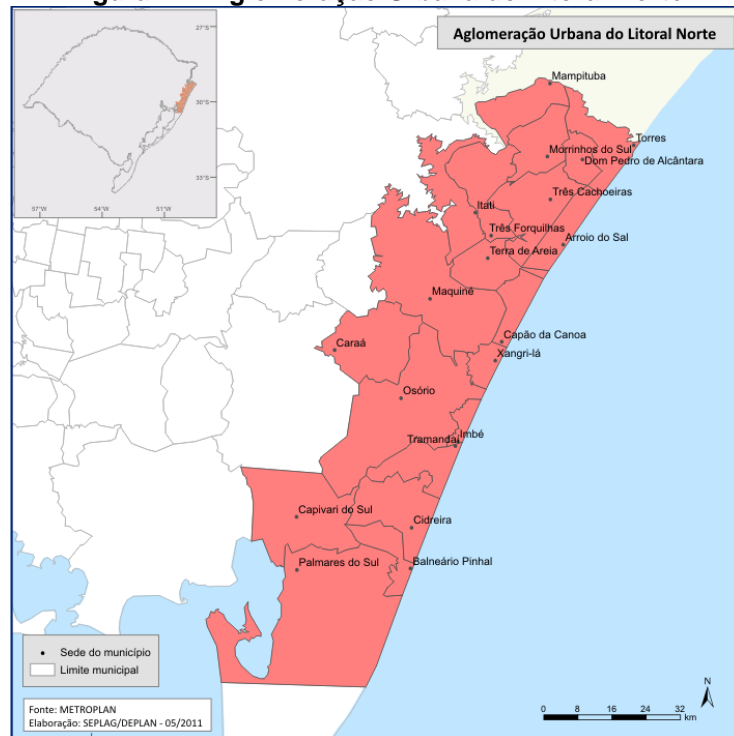 Aglomeração Urbana do Litoral Norte
27°S
30°S
33°S
57°W
54°W
51°W
Mampituba
Torres
Morrinhos do Sul
Dom Pedro de Alcântara
Três Cachoeiras
Itati
Três Forquilhas
Arroio do Sal
Terra de Areia
Maquiné
Capão da Canoa
Xangri-lá
Caraá
Osório
Imbé
Tramandaí
Capivari do Sul
Cidreira
Palmares do Sul
Balneário Pinhal
Sede do município
Limite municipal
Fonte: METROPLAN
Elaboração: SEPLAG/DEPLAN - 05/2011
N
0 8 16 24 32
km